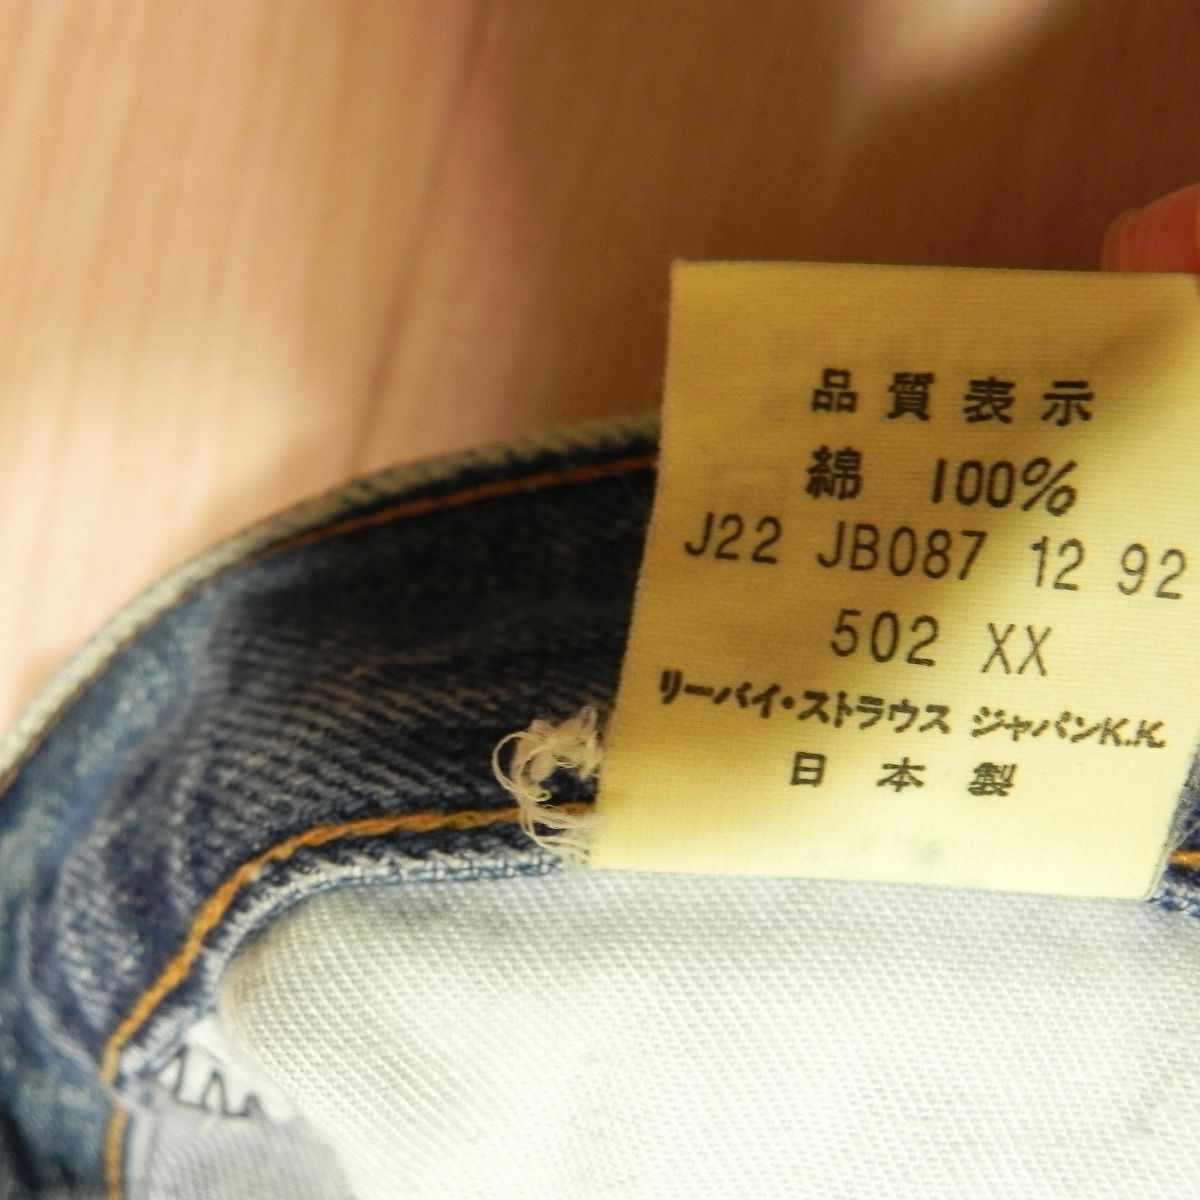 品質表示
綿 100%
J22 JB087 12 92
502 XX
リーバイ・ストラウス ジャパンK.K.
日本製